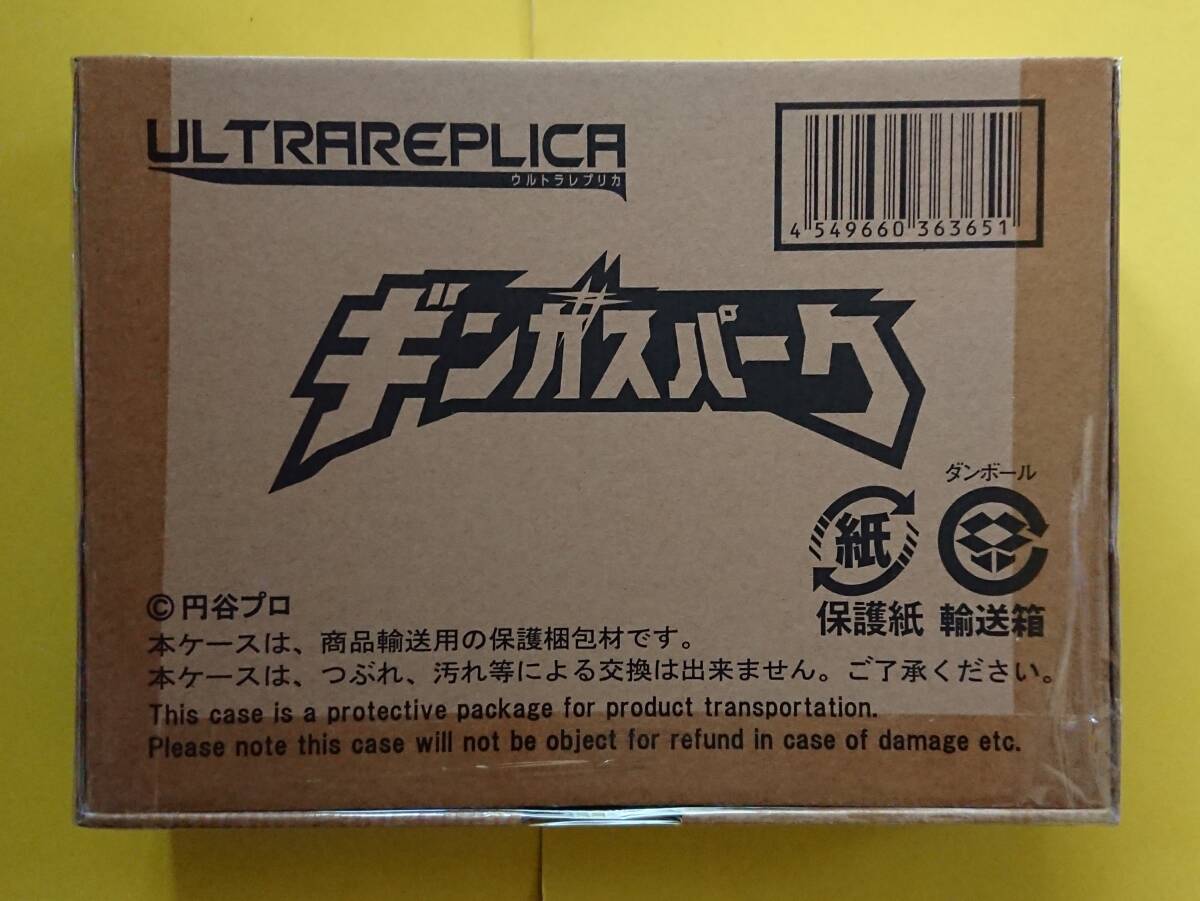 ULTRAREPLICA
ウルトラレプリカ
4 549660 363651
ギンガスパーク
ダンボール
紙
保護紙 輸送箱
©円谷プロ
本ケースは、商品輸送用の保護梱包材です。
本ケースは、つぶれ、汚れ等による交換は出来ません。ご了承ください。
This case is a protective package for product transportation.
Please note this case will not be object for refund in case of damage etc.